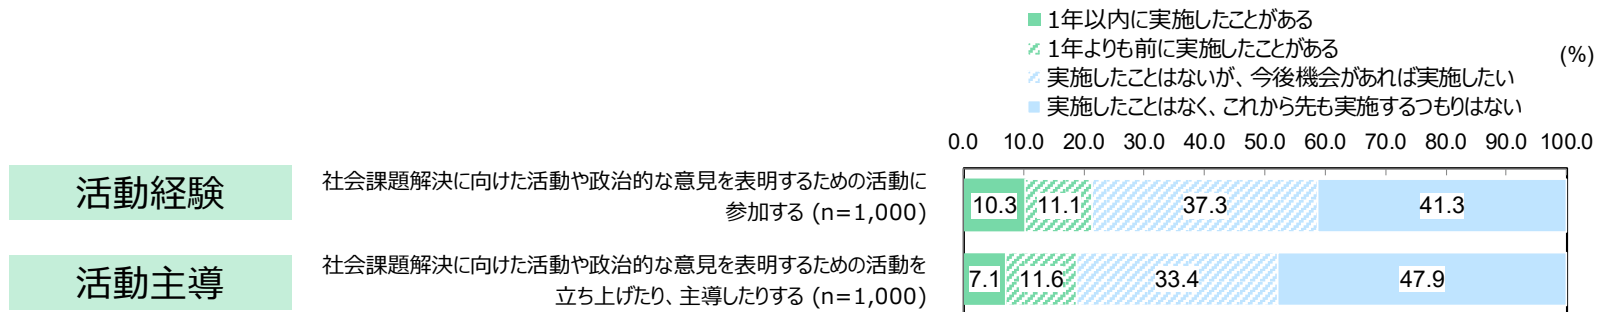 1年以内に実施したことがある
1年よりも前に実施したことがある
(%)
実施したことはないが、今後機会があれば実施したい
実施したことはなく、これから先も実施するつもりはない
0.0 10.0 20.0 30.0 40.0 50.0 60.0 70.0 80.0 90.0 100.0
活動経験
社会課題解決に向けた活動や政治的な意見を表明するための活動に
参加する (n=1,000)
10.3 11.1 37.3 41.3
活動主導
社会課題解決に向けた活動や政治的な意見を表明するための活動を
立ち上げたり、主導したりする (n=1,000)
7.1 11.6 33.4 47.9